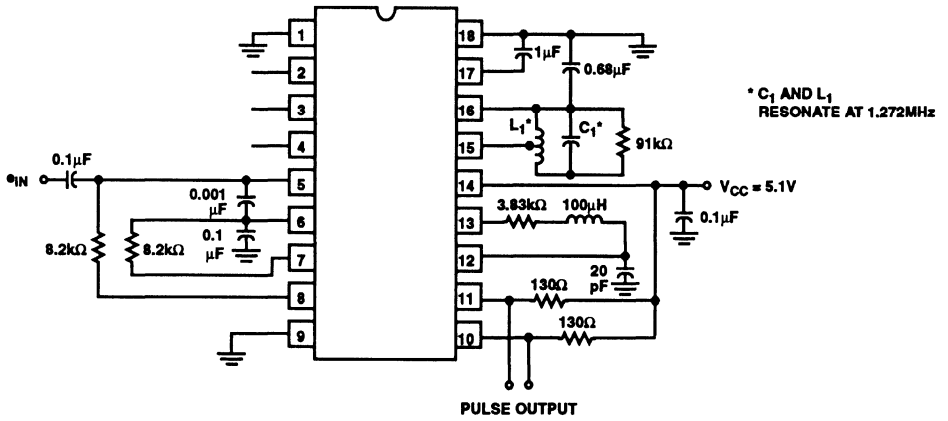 1
18
1μF
0.68μF
2
17
* C1 AND L1
RESONATE AT 1.272MHz
3
16
L1*
C1*
91kΩ
4
15
0.1μF
eIN
5
14
VCC = 5.1V
0.001
μF
3.83kΩ
100μH
0.1μF
6
13
8.2kΩ
8.2kΩ
0.1
μF
7
12
20
pF
130Ω
8
11
130Ω
9
10
PULSE OUTPUT